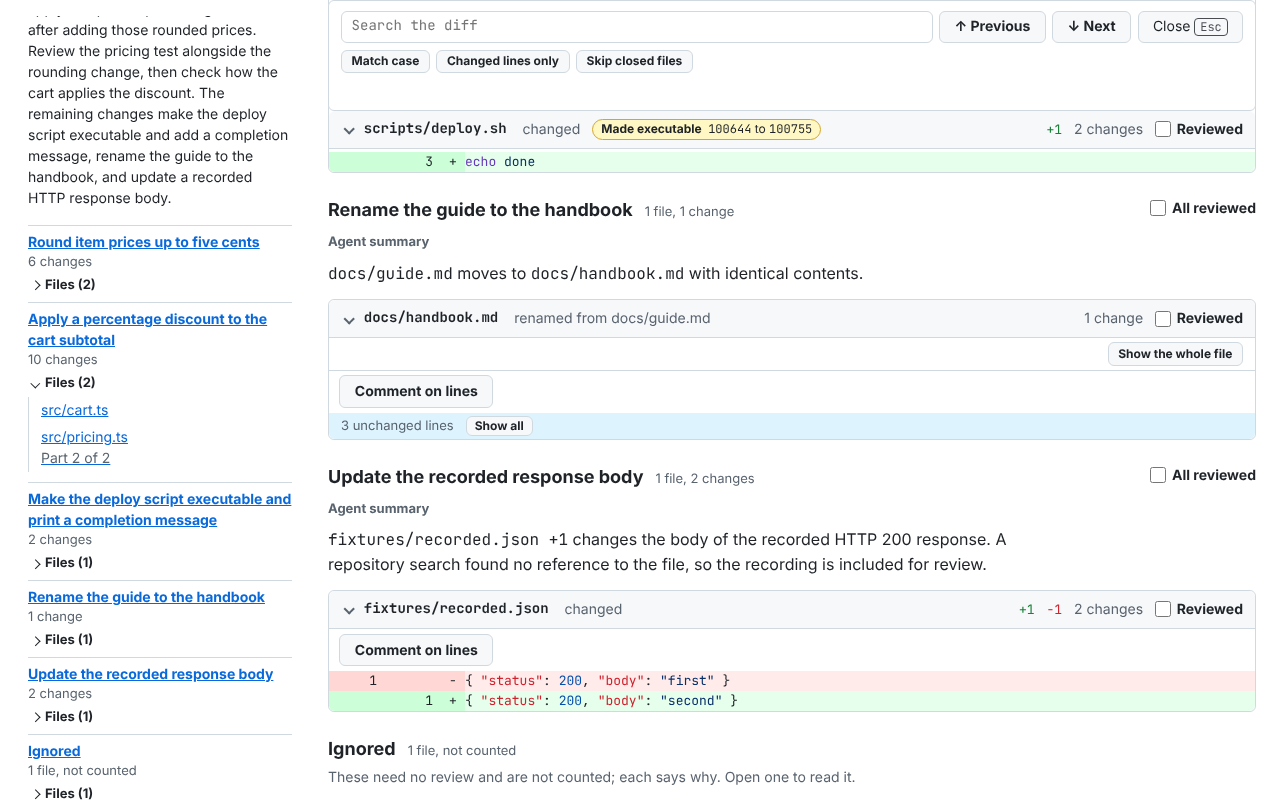 after adding those rounded prices.
Review the pricing test alongside the
rounding change, then check how the
cart applies the discount. The
remaining changes make the deploy
script executable and add a completion
message, rename the guide to the
handbook, and update a recorded
HTTP response body.
Round item prices up to five cents
6 changes
Files (2)
Apply a percentage discount to the
cart subtotal
10 changes
Files (2)
src/cart.ts
src/pricing.ts
Part 2 of 2
Make the deploy script executable and
print a completion message
2 changes
Files (1)
Rename the guide to the handbook
1 change
Files (1)
Update the recorded response body
2 changes
Files (1)
Ignored
1 file, not counted
Files (1)
Search the diff
↑ Previous
↓ Next
Close Esc
Match case
Changed lines only
Skip closed files
scripts/deploy.sh changed Made executable 100644 to 100755 +1 2 changes Reviewed
3 + echo done
Rename the guide to the handbook 1 file, 1 change All reviewed
Agent summary
docs/guide.md moves to docs/handbook.md with identical contents.
docs/handbook.md renamed from docs/guide.md 1 change Reviewed
Show the whole file
Comment on lines
3 unchanged lines Show all
Update the recorded response body 1 file, 2 changes All reviewed
Agent summary
fixtures/recorded.json +1 changes the body of the recorded HTTP 200 response. A
repository search found no reference to the file, so the recording is included for review.
fixtures/recorded.json changed +1 -1 2 changes Reviewed
Comment on lines
1 - { "status": 200, "body": "first" }
1 + { "status": 200, "body": "second" }
Ignored 1 file, not counted
These need no review and are not counted; each says why. Open one to read it.